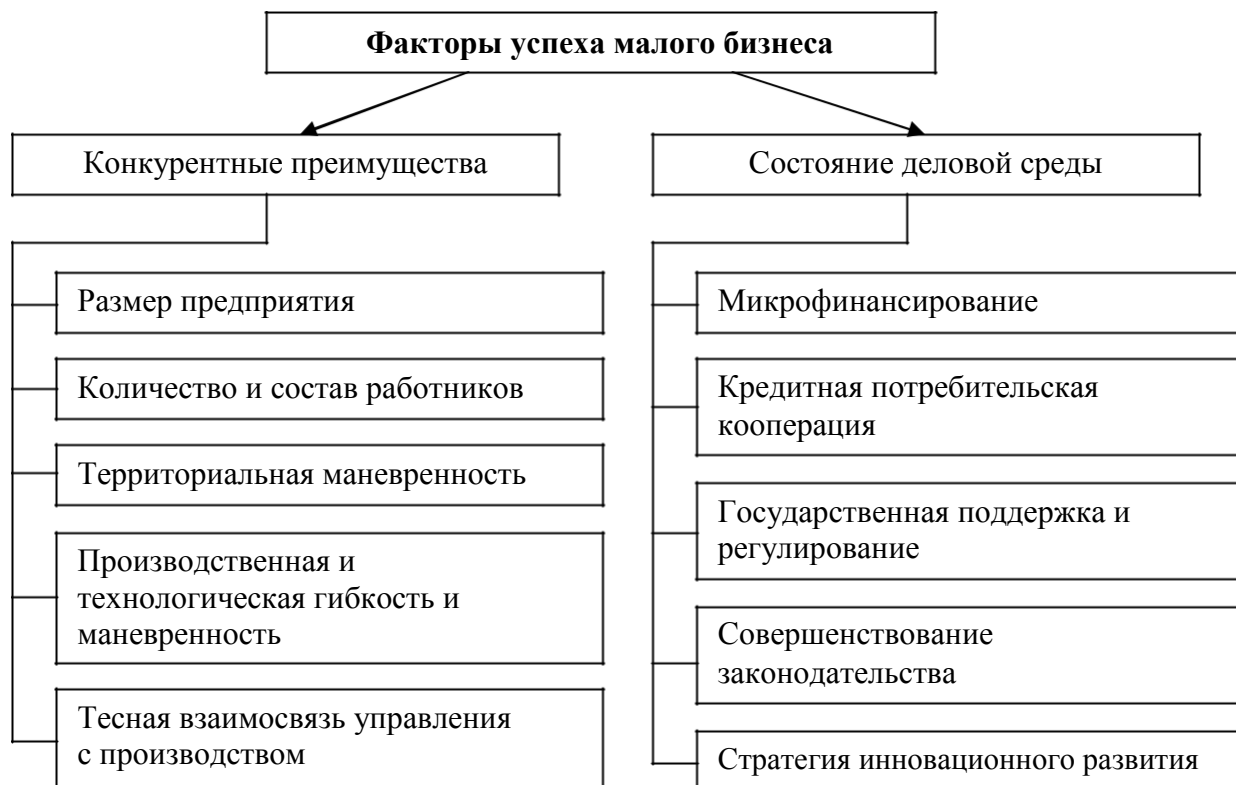 Факторы успеха малого бизнеса
Конкурентные преимущества
Размер предприятия
Количество и состав работников
Территориальная маневренность
Производственная и
технологическая гибкость и
маневренность
Тесная взаимосвязь управления
с производством
Состояние деловой среды
Микрофинансирование
Кредитная потребительская
кооперация
Государственная поддержка и
регулирование
Совершенствование
законодательства
Стратегия инновационного развития